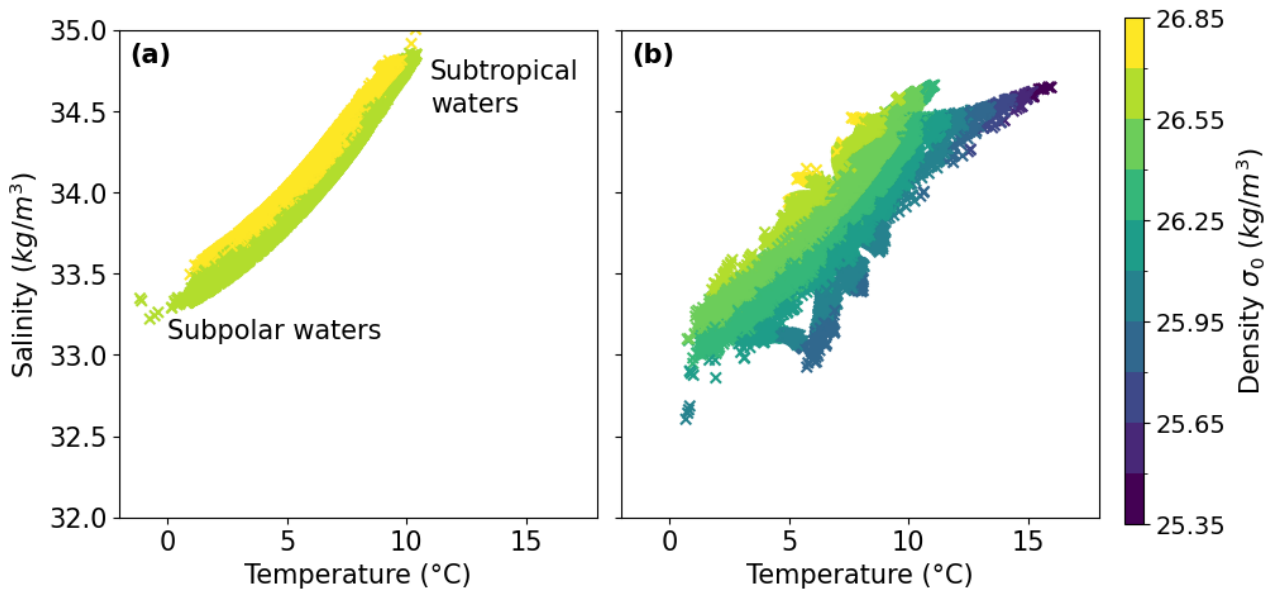 (a)
Subtropical
waters
Subpolar waters
Salinity (kg/m³)
35.0
34.5
34.0
33.5
33.0
32.5
32.0
0 5 10 15
Temperature (°C)
(b)
0 5 10 15
Temperature (°C)
26.85
26.55
26.25
25.95
25.65
25.35
Density σ₀ (kg/m³)